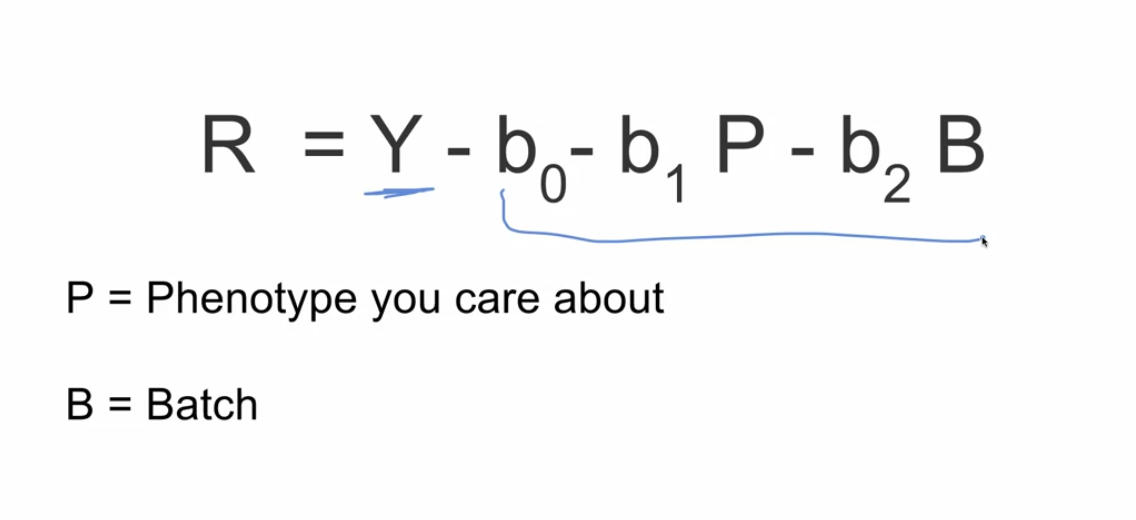 R = Y - b₀- b₁ P - b₂ B
P = Phenotype you care about
B = Batch